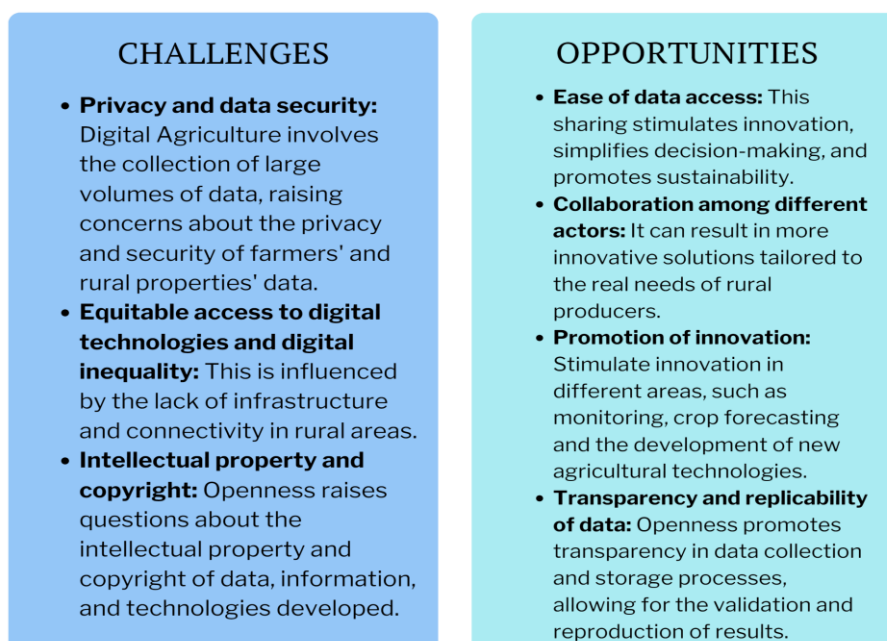 CHALLENGES
• Privacy and data security:
Digital Agriculture involves
the collection of large
volumes of data, raising
concerns about the privacy
and security of farmers' and
rural properties' data.
• Equitable access to digital
technologies and digital
inequality: This is influenced
by the lack of infrastructure
and connectivity in rural areas.
• Intellectual property and
copyright: Openness raises
questions about the
intellectual property and
copyright of data, information,
and technologies developed.
OPPORTUNITIES
• Ease of data access: This
sharing stimulates innovation,
simplifies decision-making, and
promotes sustainability.
• Collaboration among different
actors: It can result in more
innovative solutions tailored to
the real needs of rural
producers.
• Promotion of innovation:
Stimulate innovation in
different areas, such as
monitoring, crop forecasting
and the development of new
agricultural technologies.
• Transparency and replicability
of data: Openness promotes
transparency in data collection
and storage processes,
allowing for the validation and
reproduction of results.